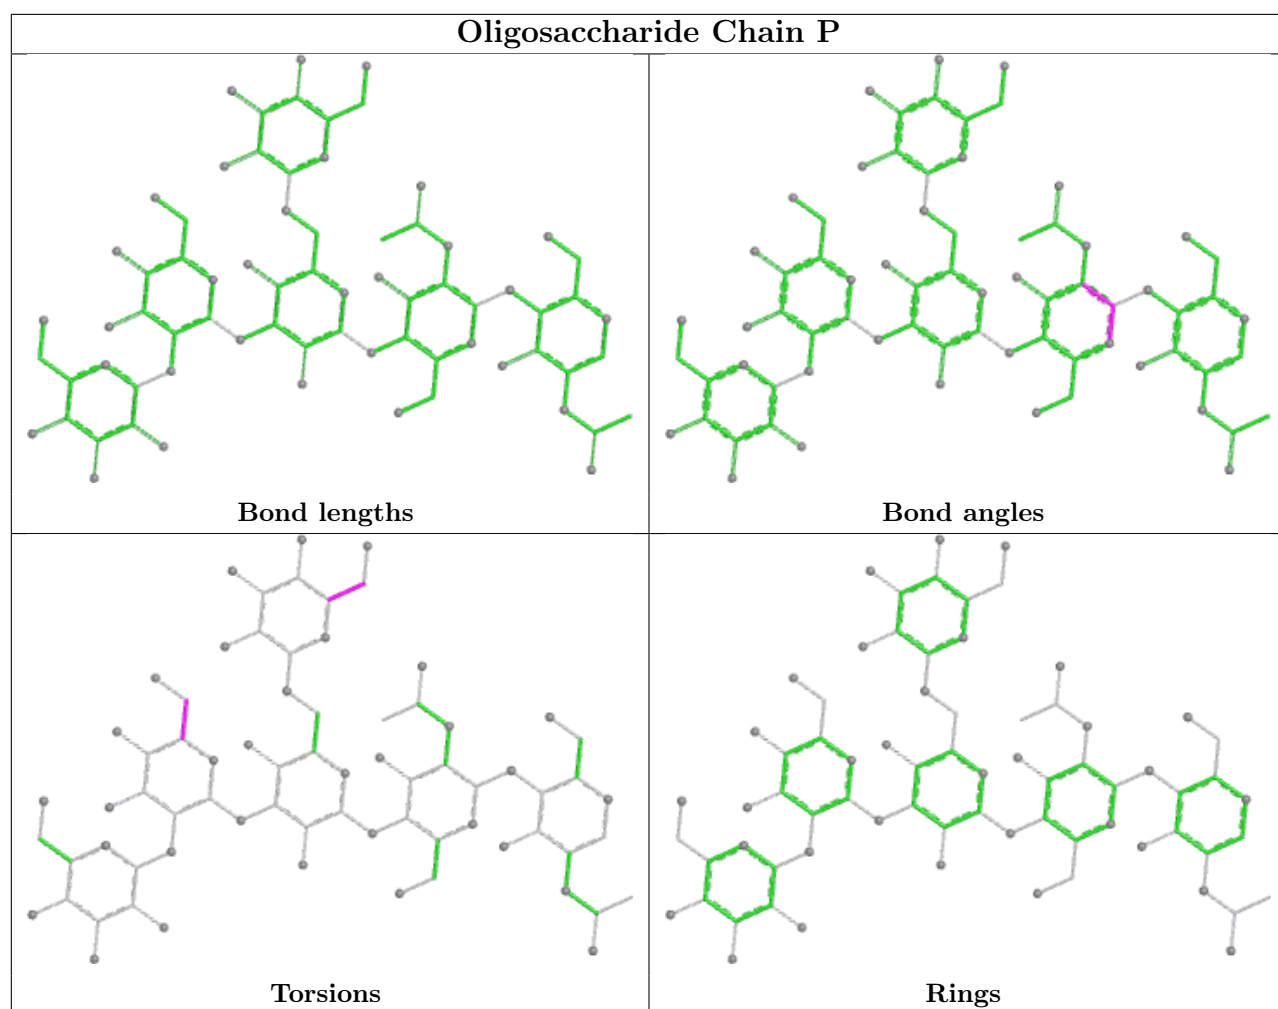 Oligosaccharide Chain P
Bond lengths
Bond angles
Torsions
Rings